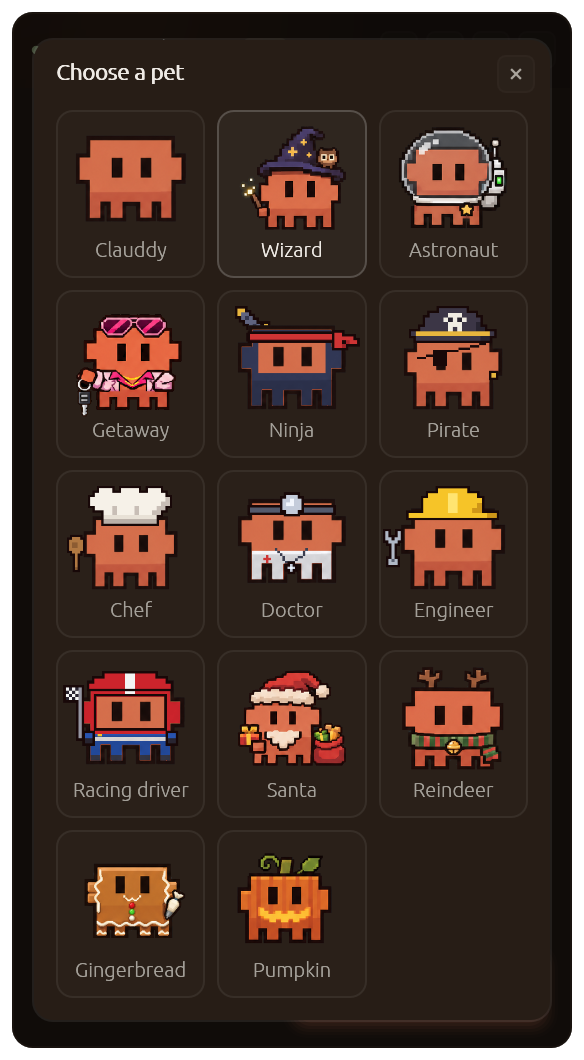 Choose a pet
Clauddy
Wizard
Astronaut
Getaway
Ninja
Pirate
Chef
Doctor
Engineer
Racing driver
Santa
Reindeer
Gingerbread
Pumpkin